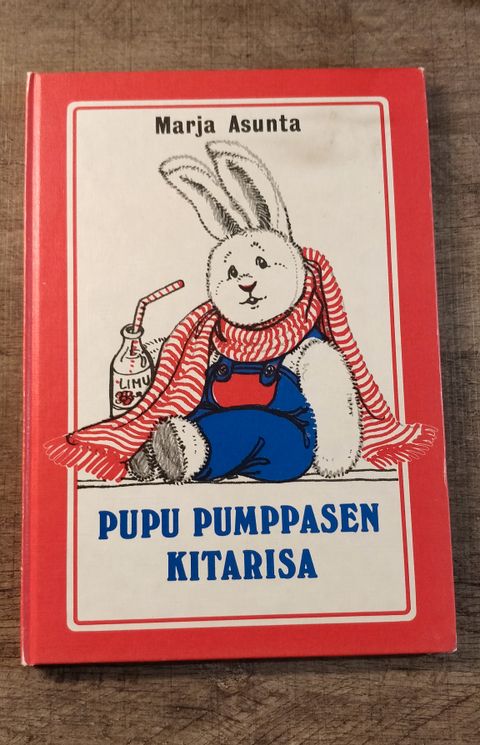 Marja Asunta
LIMU
PUPU PUMPPASEN
KITARISA